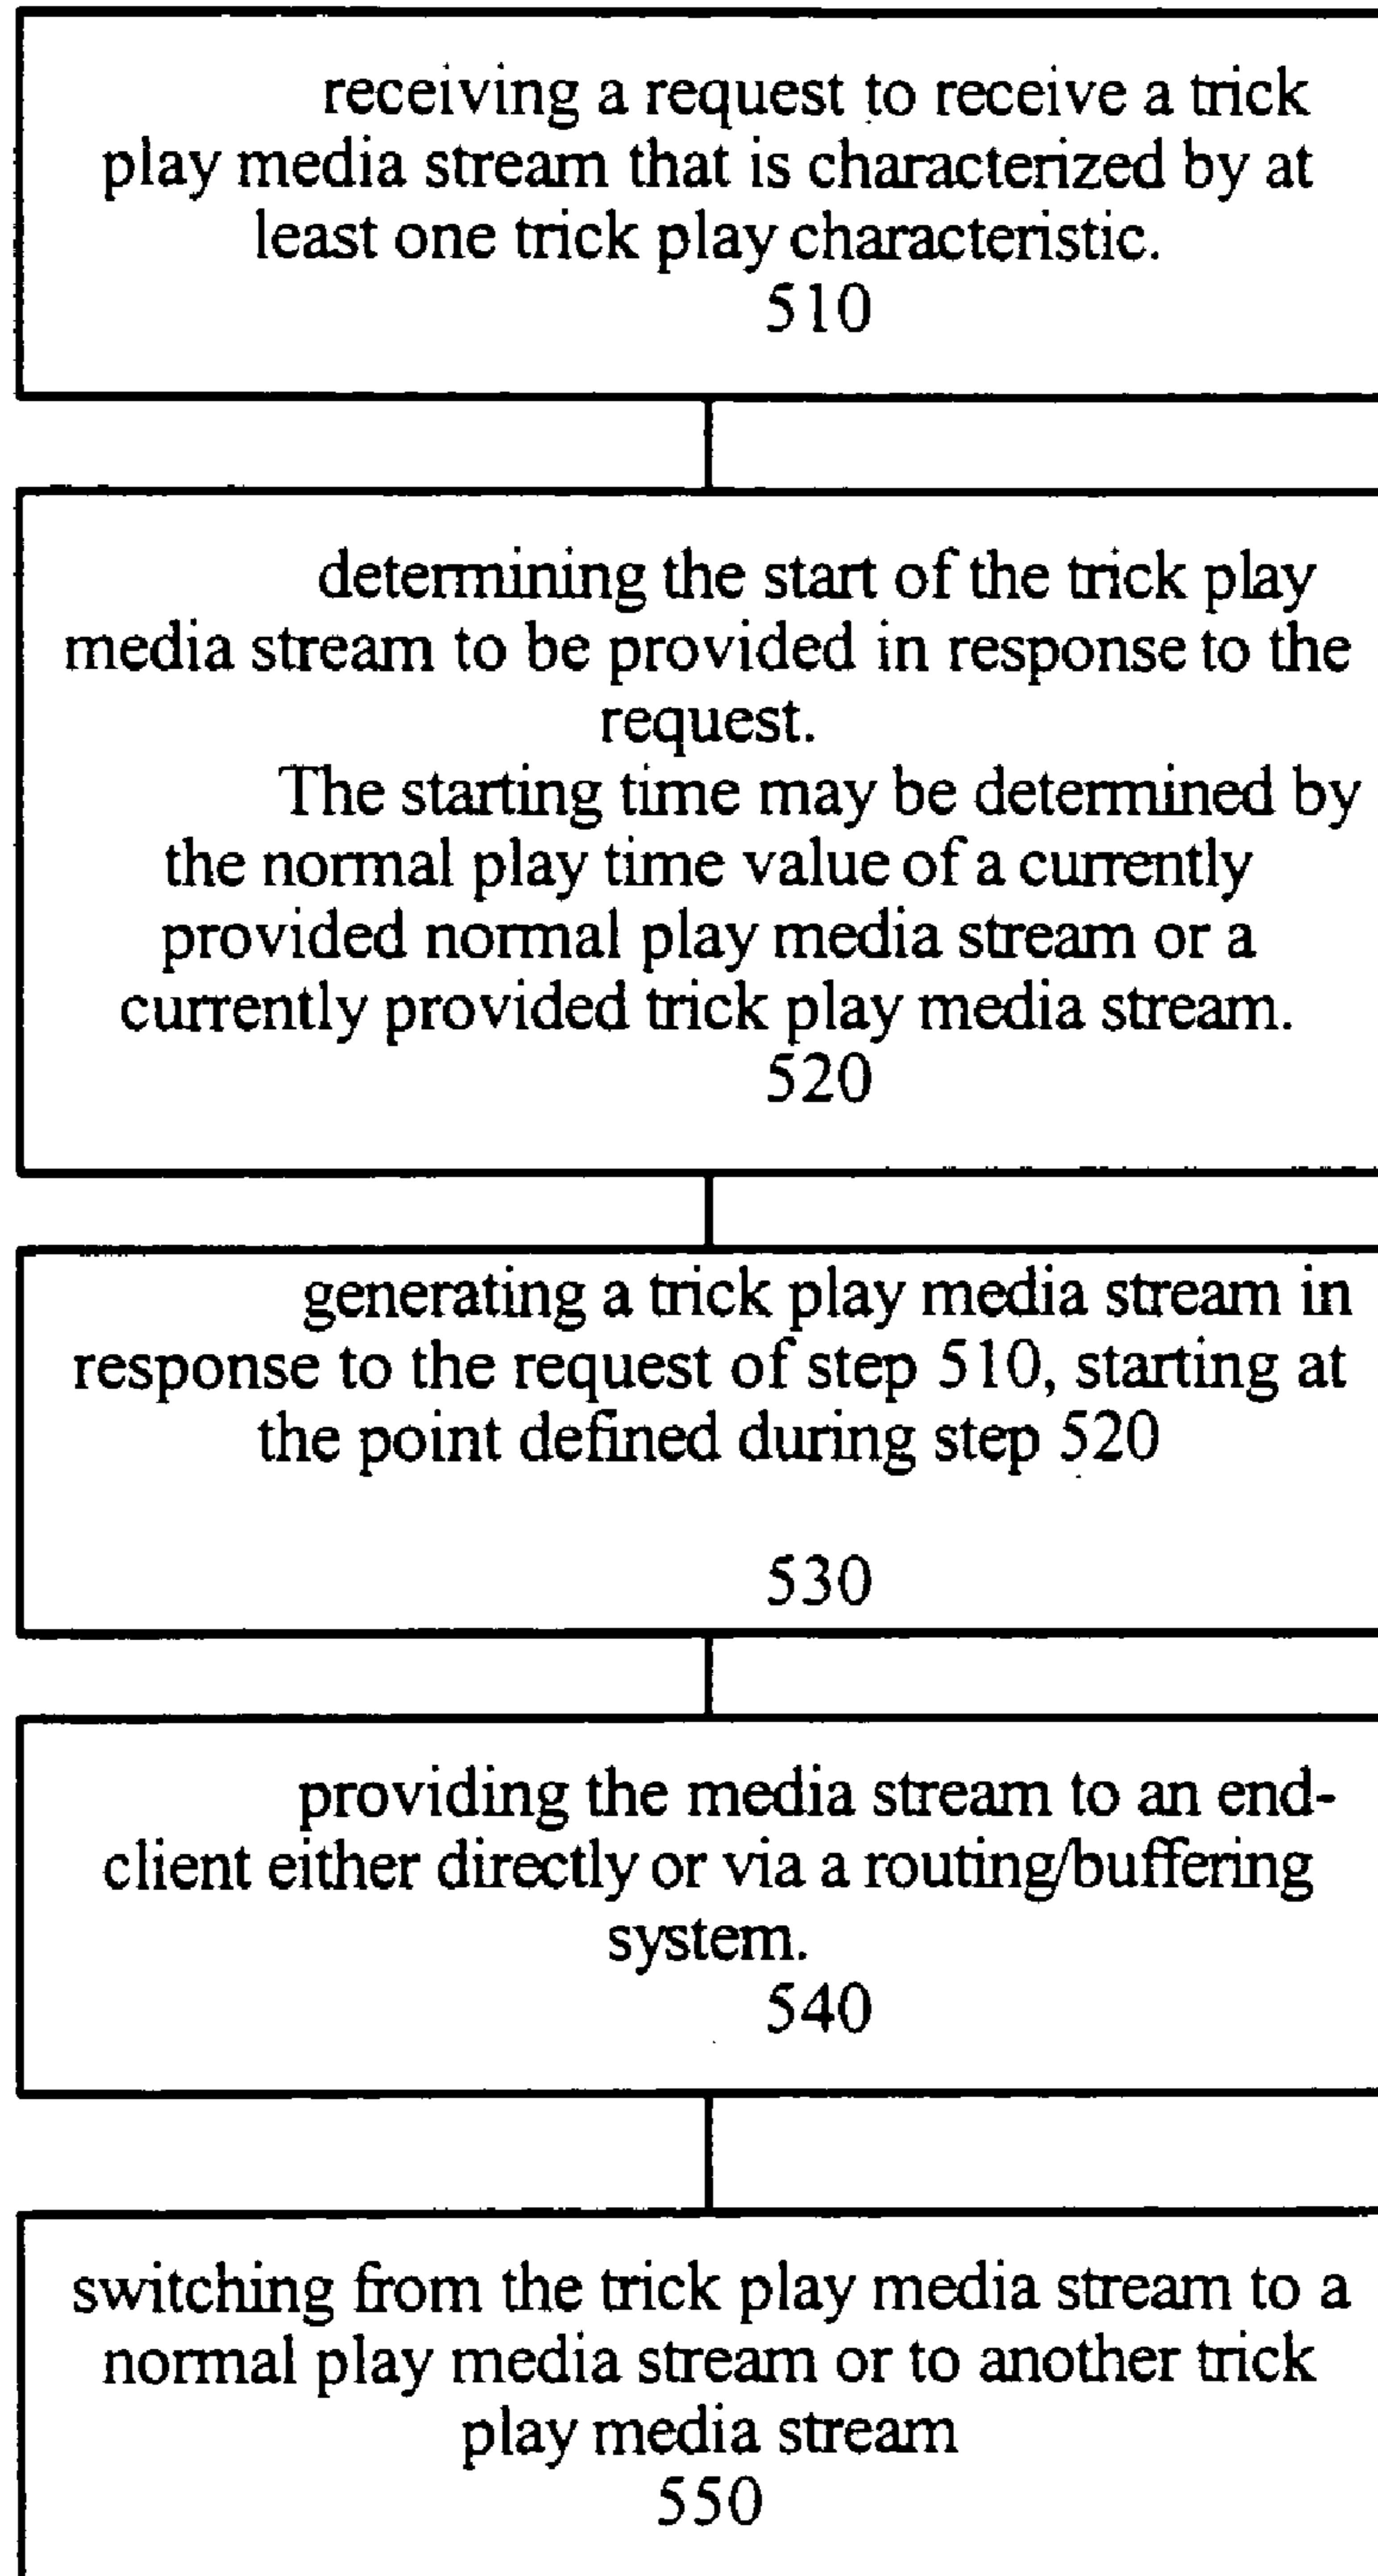 receiving a request to receive a trick
play media stream that is characterized by at
least one trick play characteristic.
510
determining the start of the trick play
media stream to be provided in response to the
request.
The starting time may be determined by
the normal play time value of a currently
provided normal play media stream or a
currently provided trick play media stream.
520
generating a trick play media stream in
response to the request of step 510, starting at
the point defined during step 520
530
providing the media stream to an end-
client either directly or via a routing/buffering
system.
540
switching from the trick play media stream to a
normal play media stream or to another trick
play media stream
550